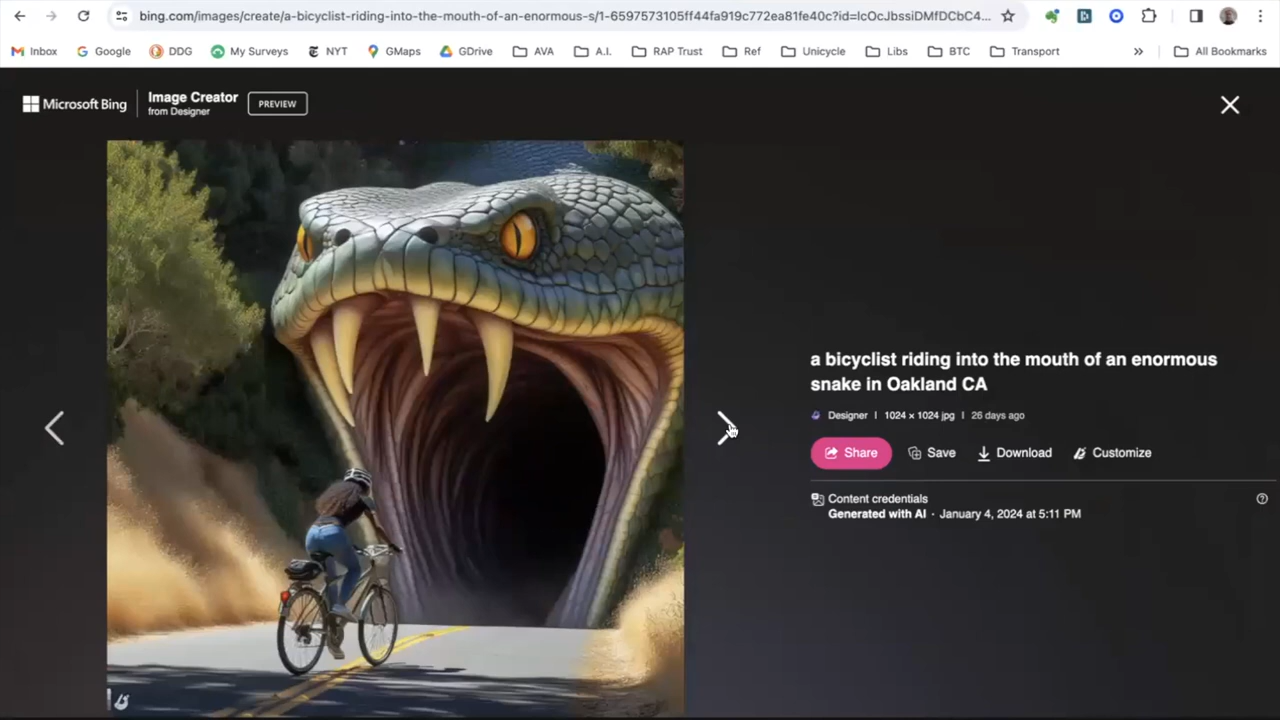 bing.com/images/create/a-bicyclist-riding-into-the-mouth-of-an-enormous-s/1-6597573105ff44fa919c772ea81fe40c?id=lcOcJbssiDMfDCbC4...
Inbox Google DDG My Surveys NYT GMaps GDrive AVA A.I. RAP Trust Ref Unicycle Libs BTC Transport » All Bookmarks
Microsoft Bing
Image Creator
from Designer
PREVIEW
a bicyclist riding into the mouth of an enormous
snake in Oakland CA
Designer | 1024 × 1024 jpg | 26 days ago
Share Save Download Customize
Content credentials
Generated with AI · January 4, 2024 at 5:11 PM